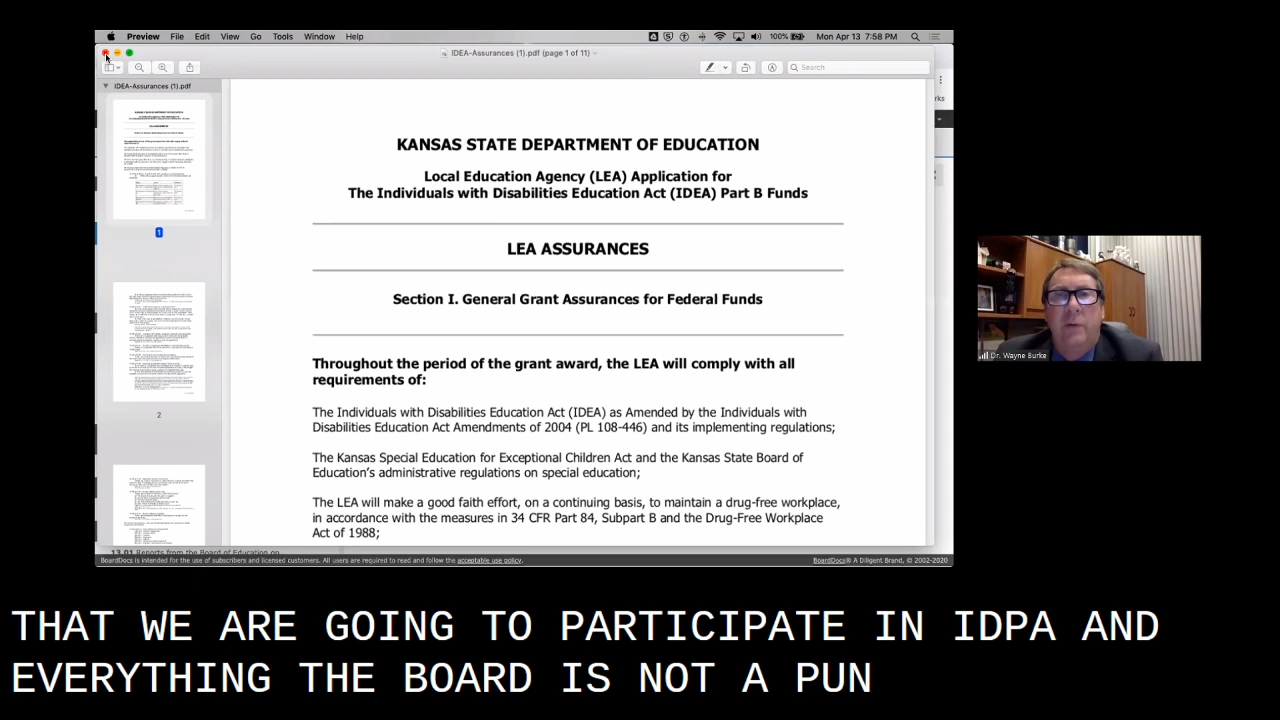 Preview File Edit View Go Tools Window Help
100% Mon Apr 13 7:58 PM
IDEA-Assurances (1).pdf (page 1 of 11)
Search
IDEA-Assurances (1).pdf
1
2
KANSAS STATE DEPARTMENT OF EDUCATION
Local Education Agency (LEA) Application for
The Individuals with Disabilities Education Act (IDEA) Part B Funds
LEA ASSURANCES
Section I. General Grant Assurances for Federal Funds
Throughout the period of the grant award, the LEA will comply with all
requirements of:
The Individuals with Disabilities Education Act (IDEA) as Amended by the Individuals with
Disabilities Education Act Amendments of 2004 (PL 108-446) and its implementing regulations;
The Kansas Special Education for Exceptional Children Act and the Kansas State Board of
Education's administrative regulations on special education;
The LEA will make a good faith effort, on a continuing basis, to maintain a drug-free workplace,
in accordance with the measures in 34 CFR Part 84, Subpart B and the Drug-Free Workplace
Act of 1988;
13.01 Reports from the Board of Education on
BoardDocs is intended for the use of subscribers and licensed customers. All users are required to read and follow the acceptable use policy.
BoardDocs® A Diligent Brand, © 2002-2020
Dr. Wayne Burke
THAT WE ARE GOING TO PARTICIPATE IN IDPA AND
EVERYTHING THE BOARD IS NOT A PUN